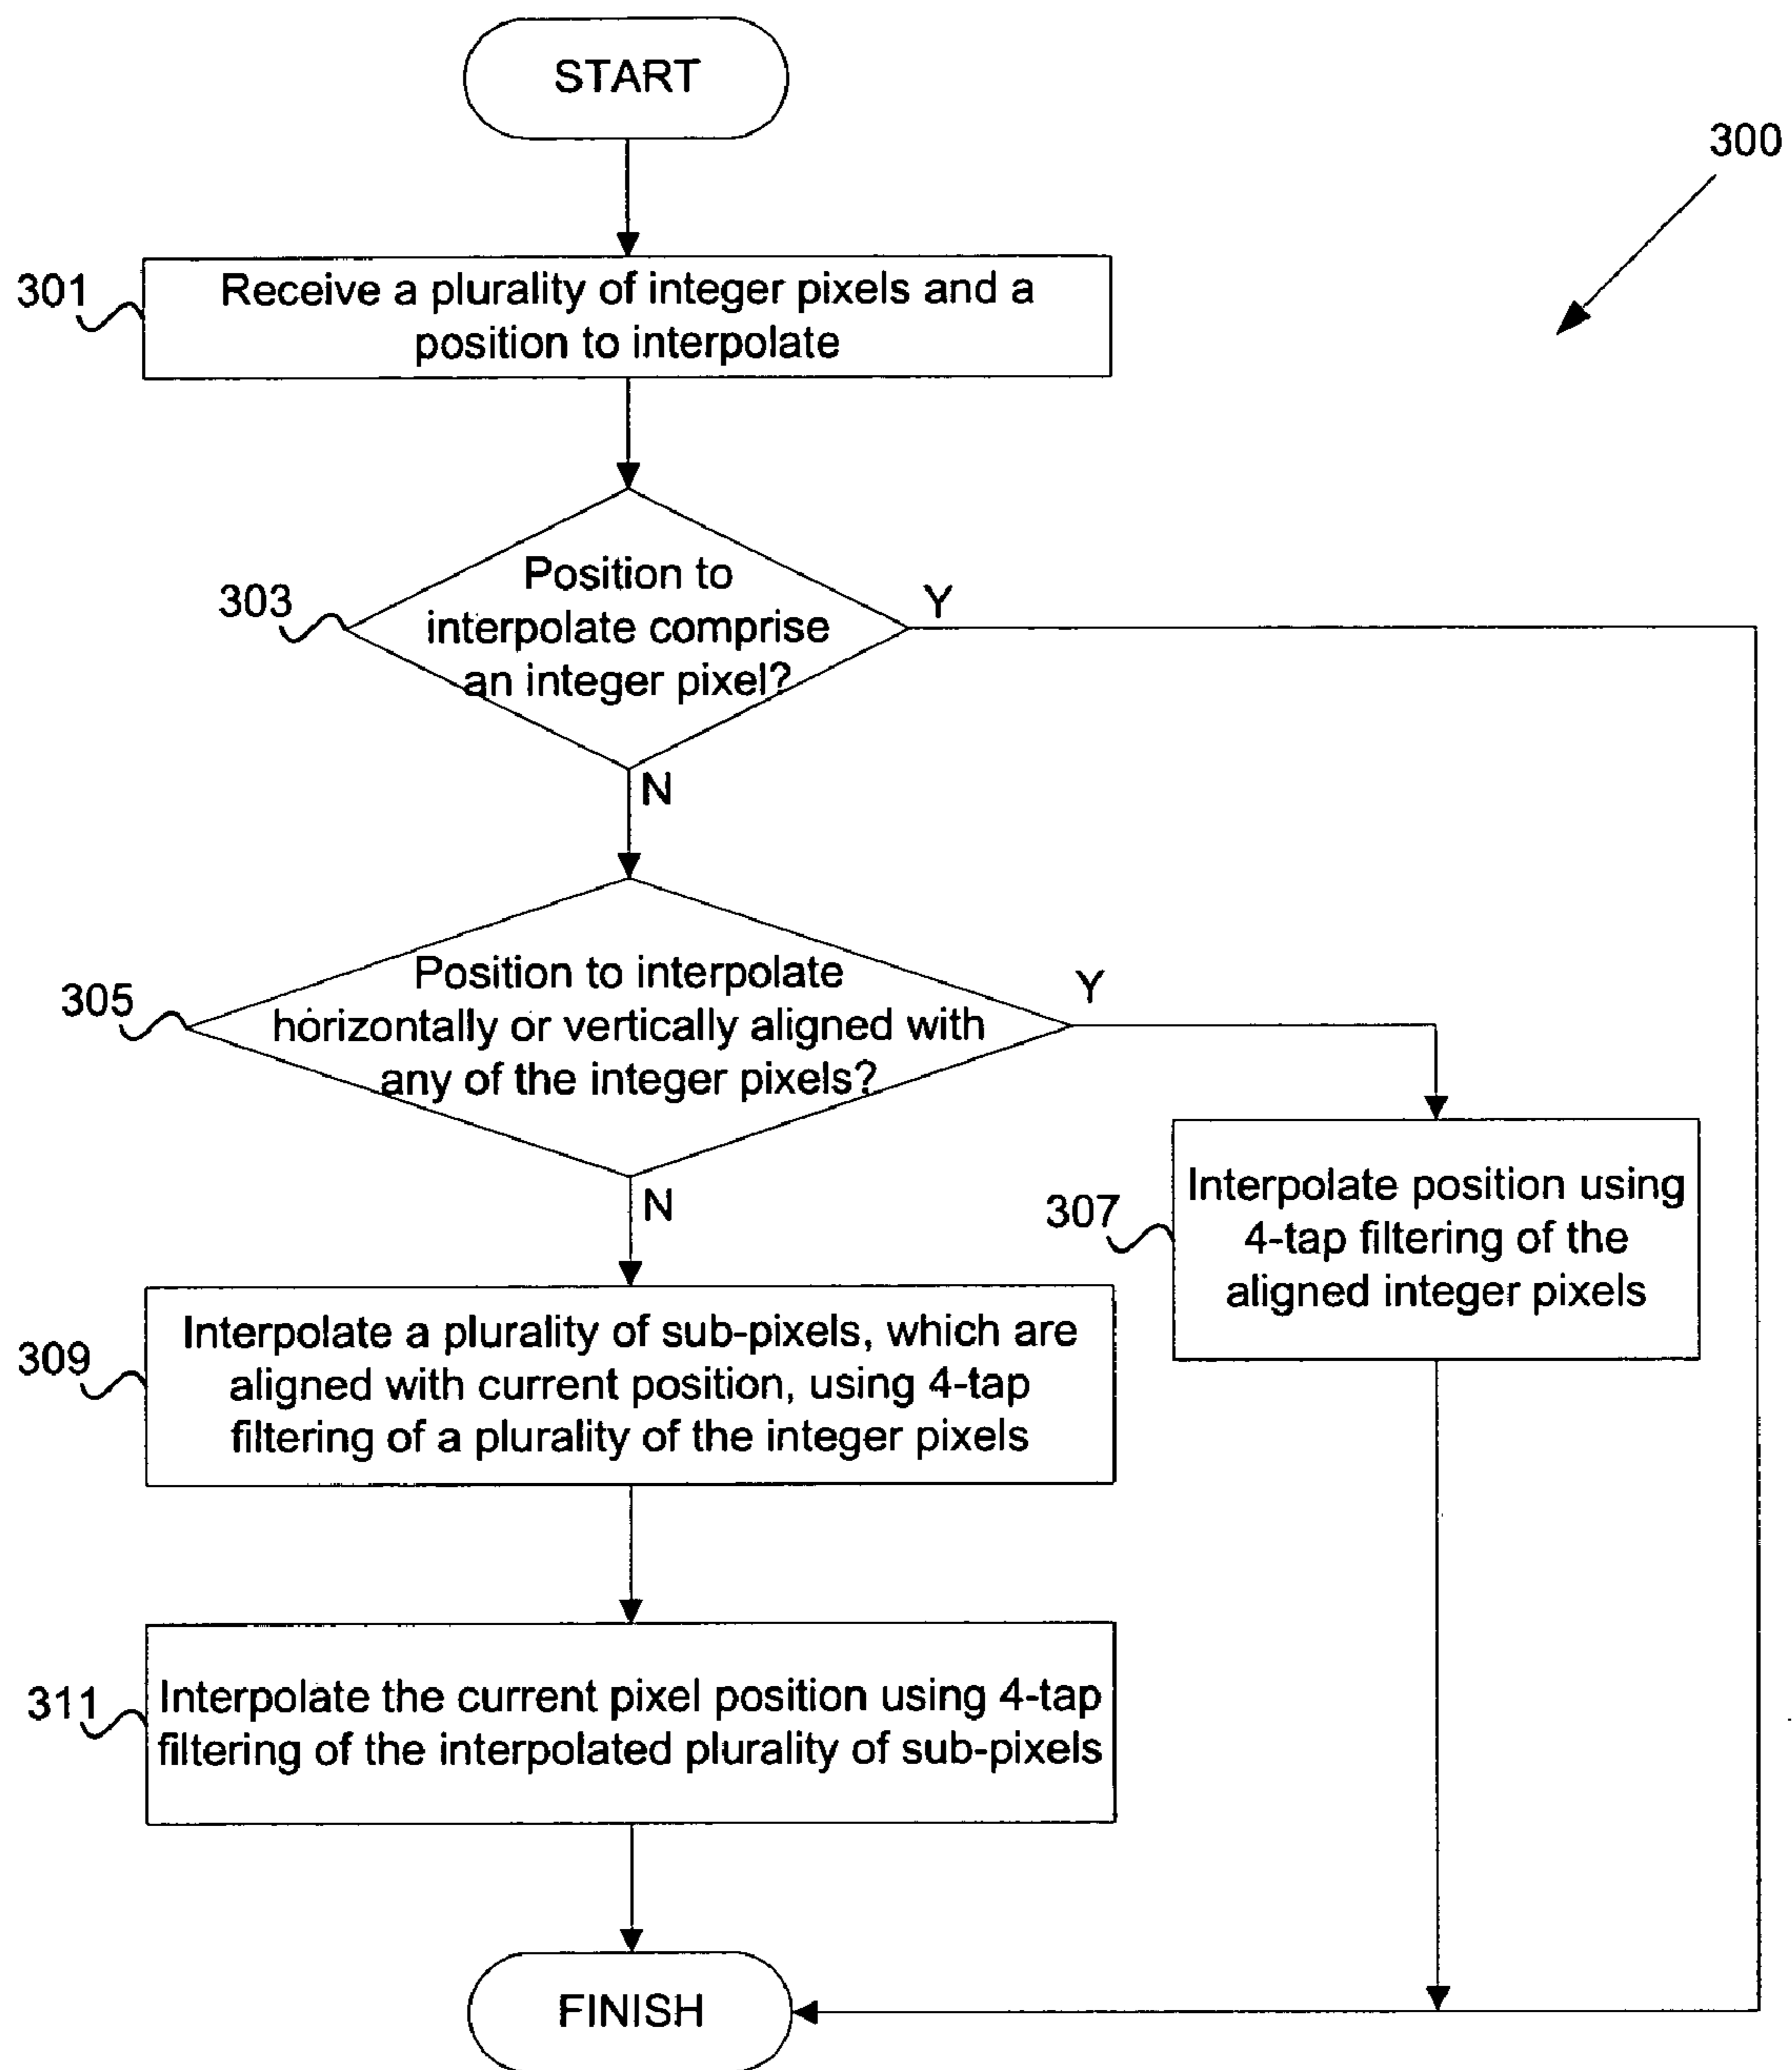 START
300
301
Receive a plurality of integer pixels and a
position to interpolate
303
Position to
interpolate comprise
an integer pixel?
Y
N
305
Position to interpolate
horizontally or vertically aligned with
any of the integer pixels?
Y
N
307
Interpolate position using
4-tap filtering of the
aligned integer pixels
309
Interpolate a plurality of sub-pixels, which are
aligned with current position, using 4-tap
filtering of a plurality of the integer pixels
311
Interpolate the current pixel position using 4-tap
filtering of the interpolated plurality of sub-pixels
FINISH